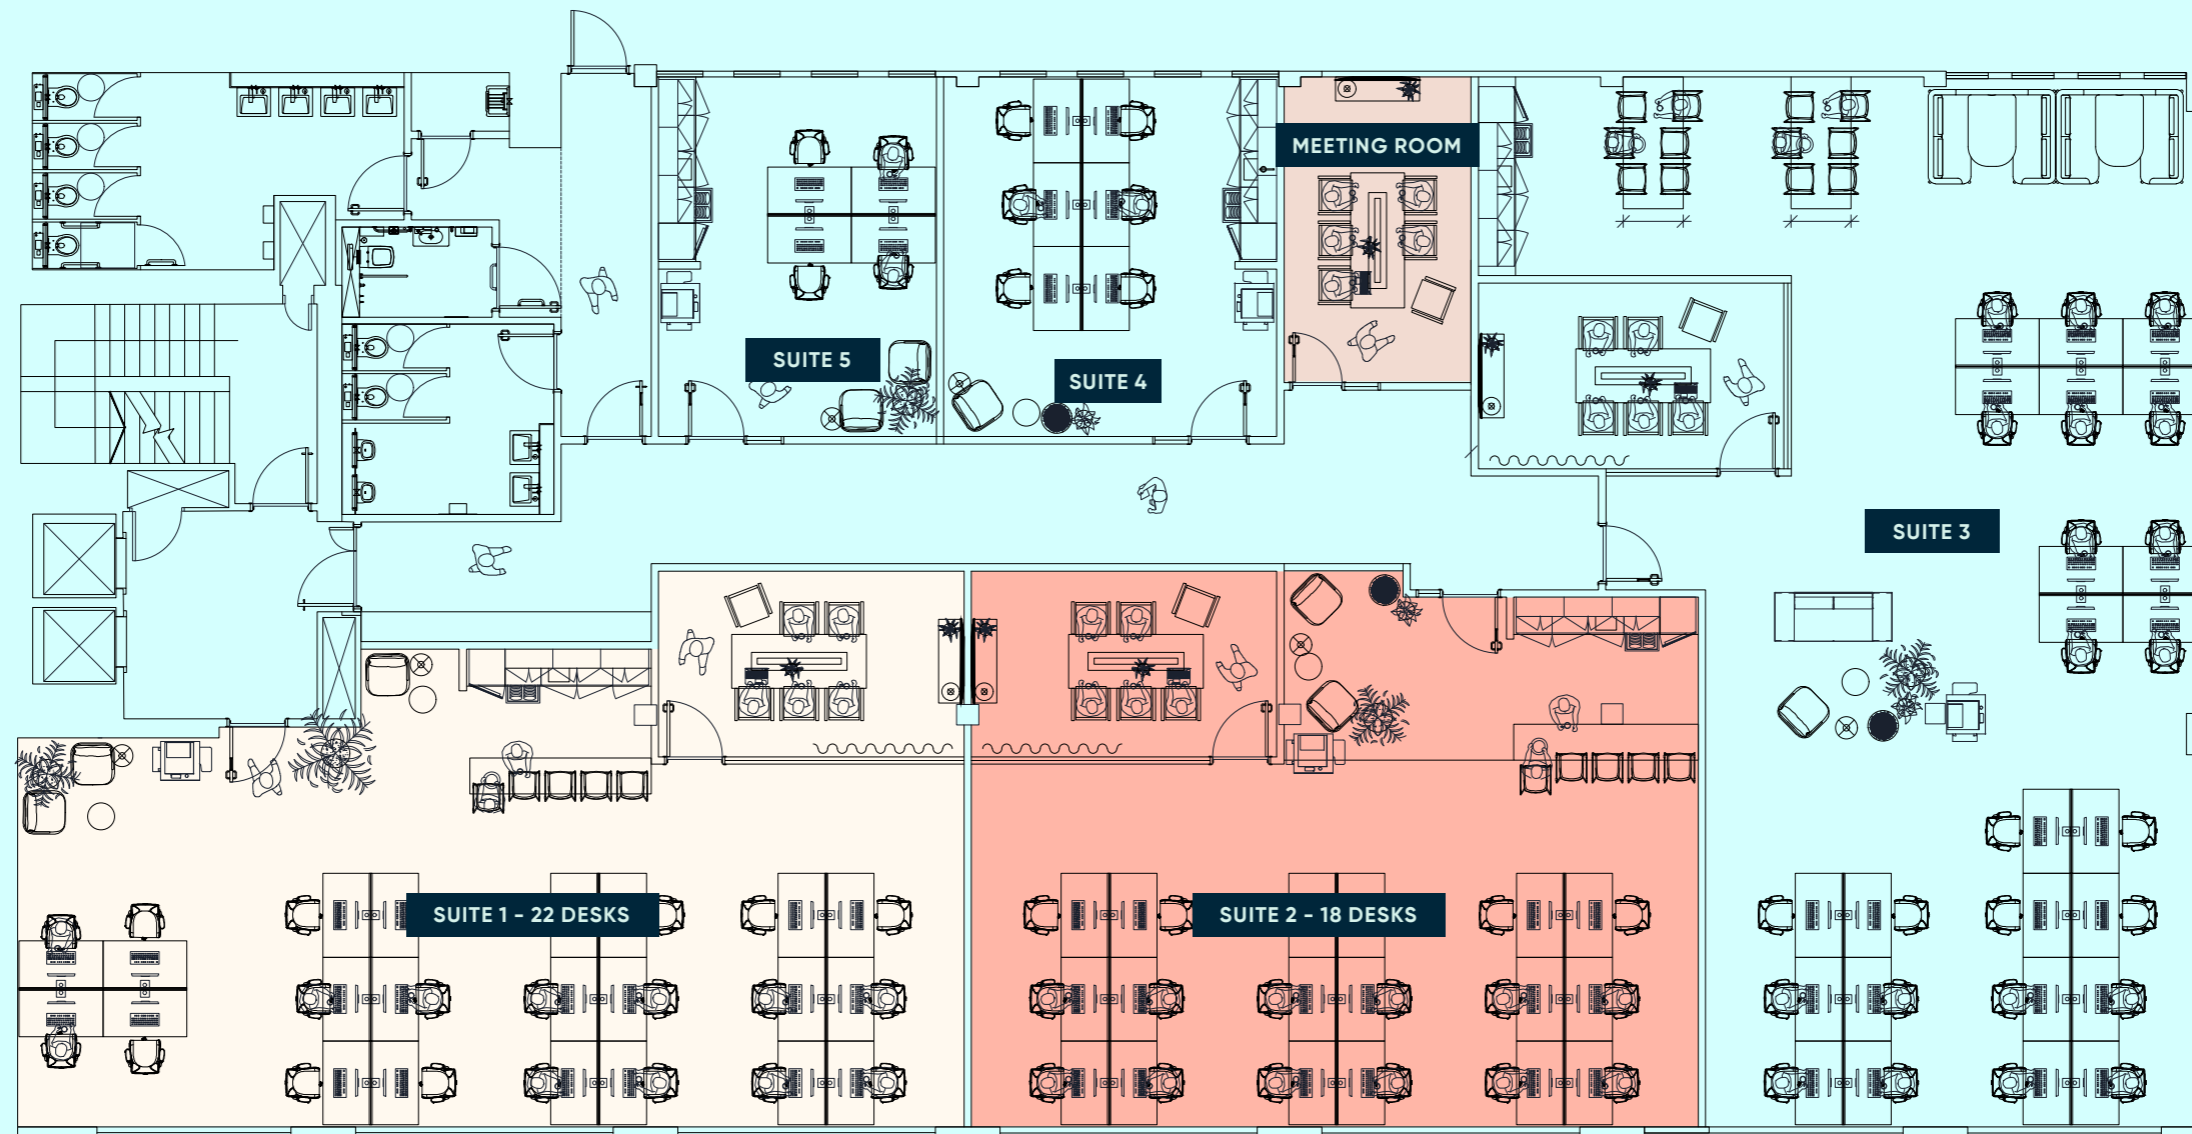 MEETING ROOM
SUITE 5
SUITE 4
SUITE 3
SUITE 1 - 22 DESKS
SUITE 2 - 18 DESKS